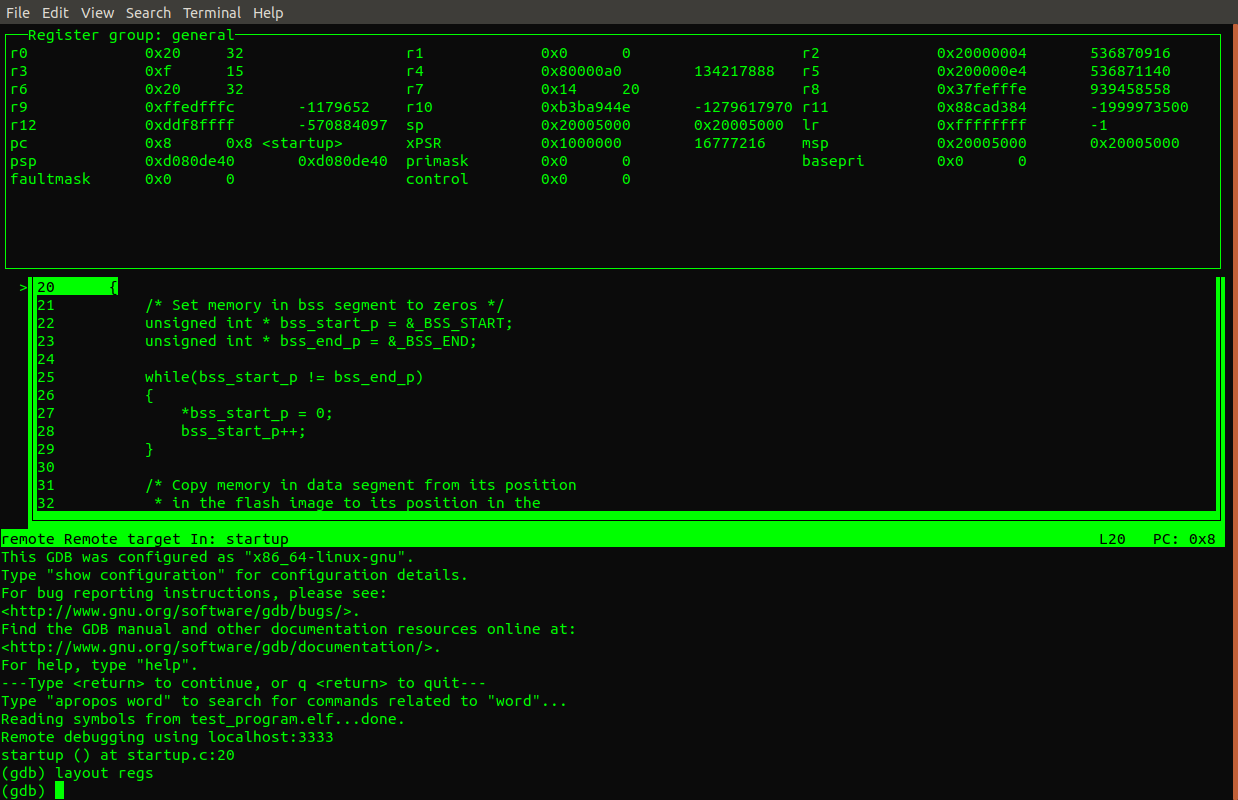 File Edit View Search Terminal Help
Register group: general
r0 0x20 32 r1 0x0 0 r2 0x20000004 536870916
r3 0xf 15 r4 0x80000a0 134217888 r5 0x200000e4 536871140
r6 0x20 32 r7 0x14 20 r8 0x37fefffe 939458558
r9 0xffedfffc -1179652 r10 0xb3ba944e -1279617970 r11 0x88cad384 -1999973500
r12 0xddf8ffff -570884097 sp 0x20005000 0x20005000 lr 0xffffffff -1
pc 0x8 0x8 <startup> xPSR 0x1000000 16777216 msp 0x20005000 0x20005000
psp 0xd080de40 0xd080de40 primask 0x0 0 basepri 0x0 0
faultmask 0x0 0 control 0x0 0
>20 {
21 /* Set memory in bss segment to zeros */
22 unsigned int * bss_start_p = &_BSS_START;
23 unsigned int * bss_end_p = &_BSS_END;
24
25 while(bss_start_p != bss_end_p)
26 {
27 *bss_start_p = 0;
28 bss_start_p++;
29 }
30
31 /* Copy memory in data segment from its position
32 * in the flash image to its position in the
remote Remote target In: startup L20 PC: 0x8
This GDB was configured as "x86_64-linux-gnu".
Type "show configuration" for configuration details.
For bug reporting instructions, please see:
<http://www.gnu.org/software/gdb/bugs/>.
Find the GDB manual and other documentation resources online at:
<http://www.gnu.org/software/gdb/documentation/>.
For help, type "help".
---Type <return> to continue, or q <return> to quit---
Type "apropos word" to search for commands related to "word"...
Reading symbols from test_program.elf...done.
Remote debugging using localhost:3333
startup () at startup.c:20
(gdb) layout regs
(gdb)